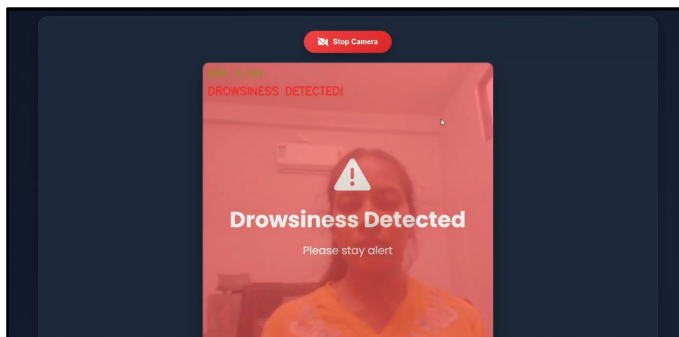 Stop Camera
DROWSINESS DETECTED!
Drowsiness Detected
Please stay alert